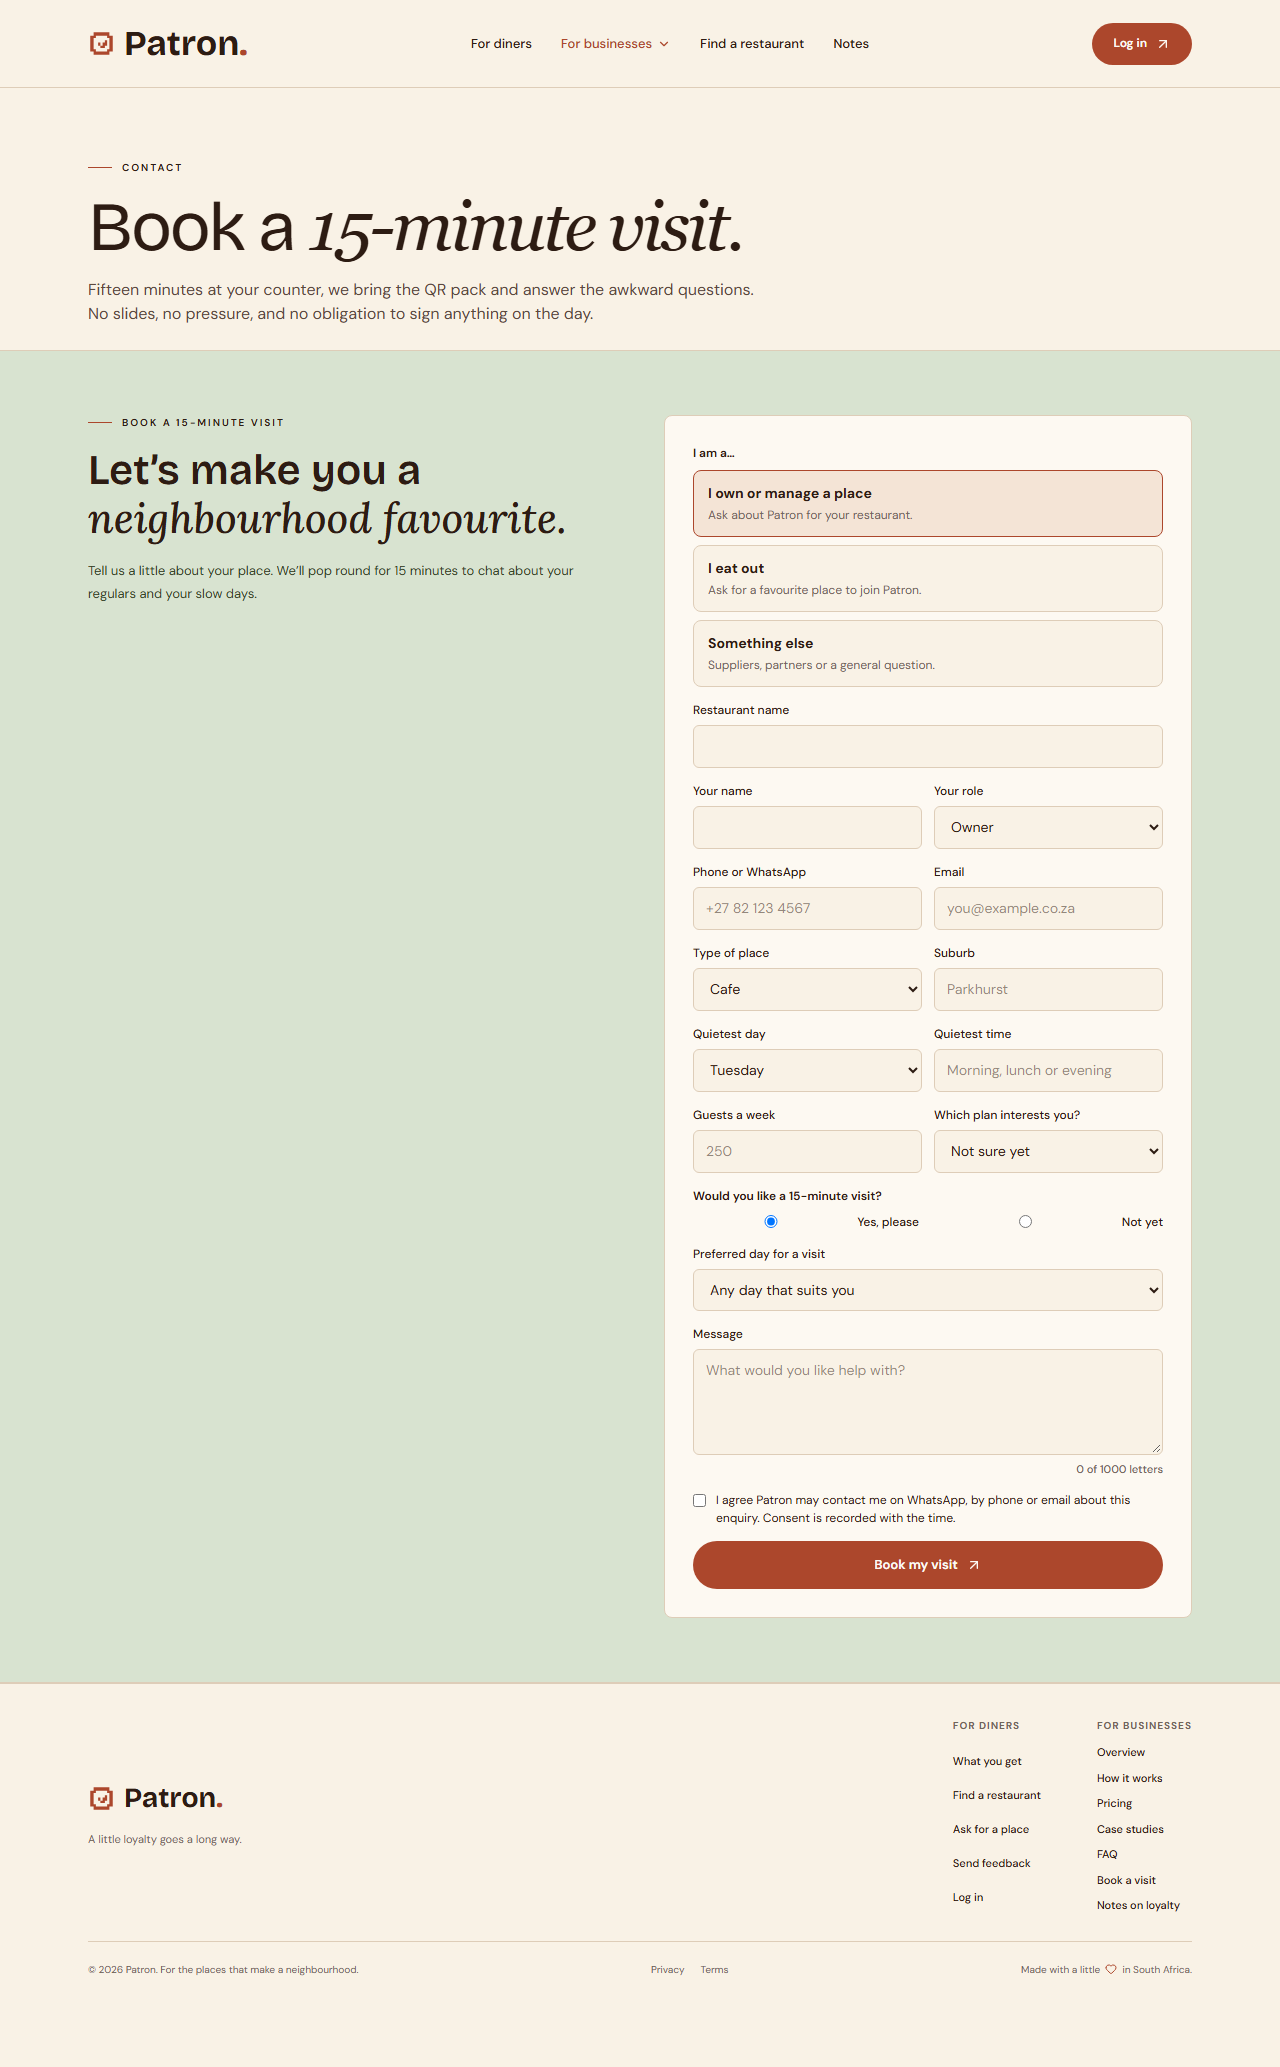 Patron.
For diners
For businesses
Find a restaurant
Notes
Log in
CONTACT
Book a 15-minute visit.
Fifteen minutes at your counter, we bring the QR pack and answer the awkward questions.
No slides, no pressure, and no obligation to sign anything on the day.
BOOK A 15-MINUTE VISIT
Let’s make you a
neighbourhood favourite.
Tell us a little about your place. We’ll pop round for 15 minutes to chat about your
regulars and your slow days.
I am a…
I own or manage a place
Ask about Patron for your restaurant.
I eat out
Ask for a favourite place to join Patron.
Something else
Suppliers, partners or a general question.
Restaurant name
Your name
Your role
Owner
Phone or WhatsApp
Email
+27 82 123 4567
you@example.co.za
Type of place
Suburb
Cafe
Parkhurst
Quietest day
Quietest time
Tuesday
Morning, lunch or evening
Guests a week
Which plan interests you?
250
Not sure yet
Would you like a 15-minute visit?
Yes, please
Not yet
Preferred day for a visit
Any day that suits you
Message
What would you like help with?
0 of 1000 letters
I agree Patron may contact me on WhatsApp, by phone or email about this
enquiry. Consent is recorded with the time.
Book my visit
Patron.
A little loyalty goes a long way.
FOR DINERS
What you get
Find a restaurant
Ask for a place
Send feedback
Log in
FOR BUSINESSES
Overview
How it works
Pricing
Case studies
FAQ
Book a visit
Notes on loyalty
© 2026 Patron. For the places that make a neighbourhood.
Privacy
Terms
Made with a little ♡ in South Africa.